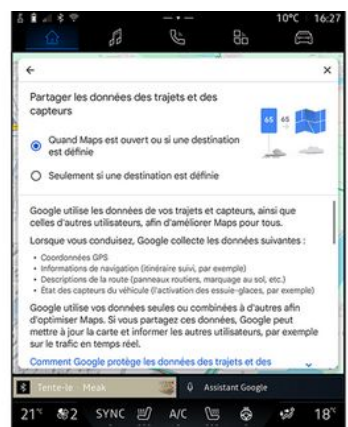 10°C 16:27
Partager les données des trajets et des
capteurs
65 65
Quand Maps est ouvert ou si une destination
est définie
Seulement si une destination est définie
Google utilise les données de vos trajets et capteurs, ainsi que
celles d'autres utilisateurs, afin d'améliorer Maps pour tous.
Lorsque vous conduisez, Google collecte les données suivantes :
• Coordonnées GPS
• Informations de navigation (itinéraire suivi, par exemple)
• Descriptions de la route (panneaux routiers, marquage au sol, etc.)
• État des capteurs du véhicule (l'activation des essuie-glaces, par exemple)
Google utilise vos données seules ou combinées à d'autres afin
d'optimiser Maps. Si vous partagez ces données, Google peut
mettre à jour la carte et informer les autres utilisateurs, par exemple
sur le trafic en temps réel.
Comment Google protège les données des trajets et des
Tente-le Meak Assistant Google
21° 2 SYNC A/C 18°